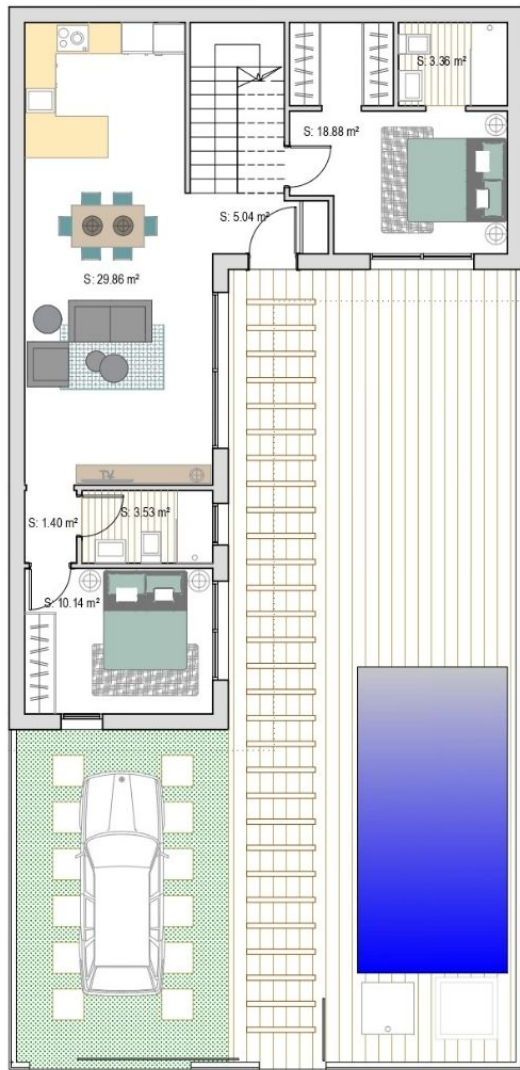 S: 3.36 m²
S: 18.88 m²
S: 5.04 m²
S: 29.86 m²
TV
S: 1.40 m²
S: 3.53 m²
S: 10.14 m²